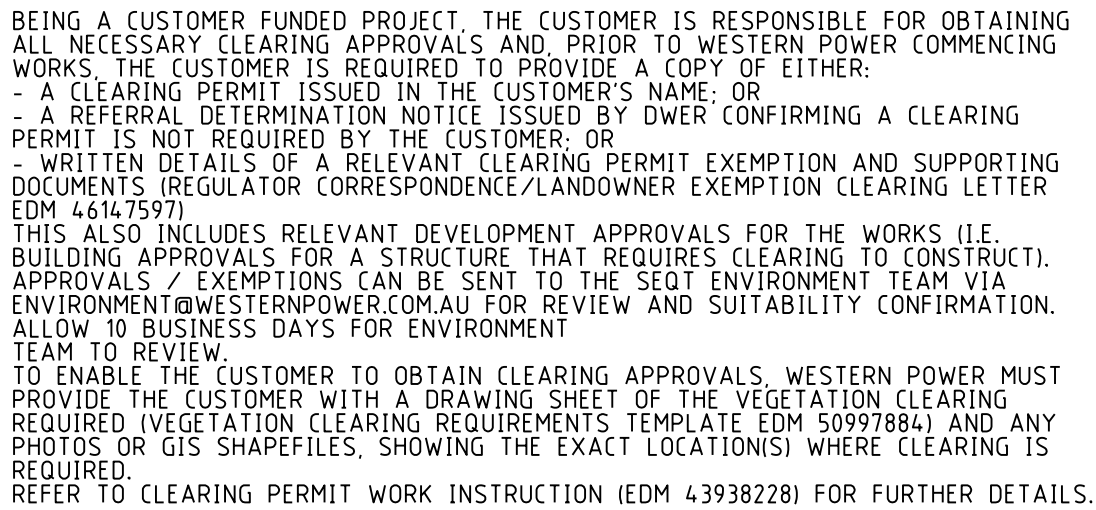 BEING A CUSTOMER FUNDED PROJECT, THE CUSTOMER IS RESPONSIBLE FOR OBTAINING
ALL NECESSARY CLEARING APPROVALS AND, PRIOR TO WESTERN POWER COMMENCING
WORKS, THE CUSTOMER IS REQUIRED TO PROVIDE A COPY OF EITHER:
- A CLEARING PERMIT ISSUED IN THE CUSTOMER'S NAME; OR
- A REFERRAL DETERMINATION NOTICE ISSUED BY DWER CONFIRMING A CLEARING
PERMIT IS NOT REQUIRED BY THE CUSTOMER; OR
- WRITTEN DETAILS OF A RELEVANT CLEARING PERMIT EXEMPTION AND SUPPORTING
DOCUMENTS (REGULATOR CORRESPONDENCE/LANDOWNER EXEMPTION CLEARING LETTER
EDM 46147597)
THIS ALSO INCLUDES RELEVANT DEVELOPMENT APPROVALS FOR THE WORKS (I.E.
BUILDING APPROVALS FOR A STRUCTURE THAT REQUIRES CLEARING TO CONSTRUCT).
APPROVALS / EXEMPTIONS CAN BE SENT TO THE SEQT ENVIRONMENT TEAM VIA
ENVIRONMENT@WESTERNPOWER.COM.AU FOR REVIEW AND SUITABILITY CONFIRMATION.
ALLOW 10 BUSINESS DAYS FOR ENVIRONMENT
TEAM TO REVIEW.
TO ENABLE THE CUSTOMER TO OBTAIN CLEARING APPROVALS, WESTERN POWER MUST
PROVIDE THE CUSTOMER WITH A DRAWING SHEET OF THE VEGETATION CLEARING
REQUIRED (VEGETATION CLEARING REQUIREMENTS TEMPLATE EDM 50997884) AND ANY
PHOTOS OR GIS SHAPEFILES, SHOWING THE EXACT LOCATION(S) WHERE CLEARING IS
REQUIRED.
REFER TO CLEARING PERMIT WORK INSTRUCTION (EDM 43938228) FOR FURTHER DETAILS.